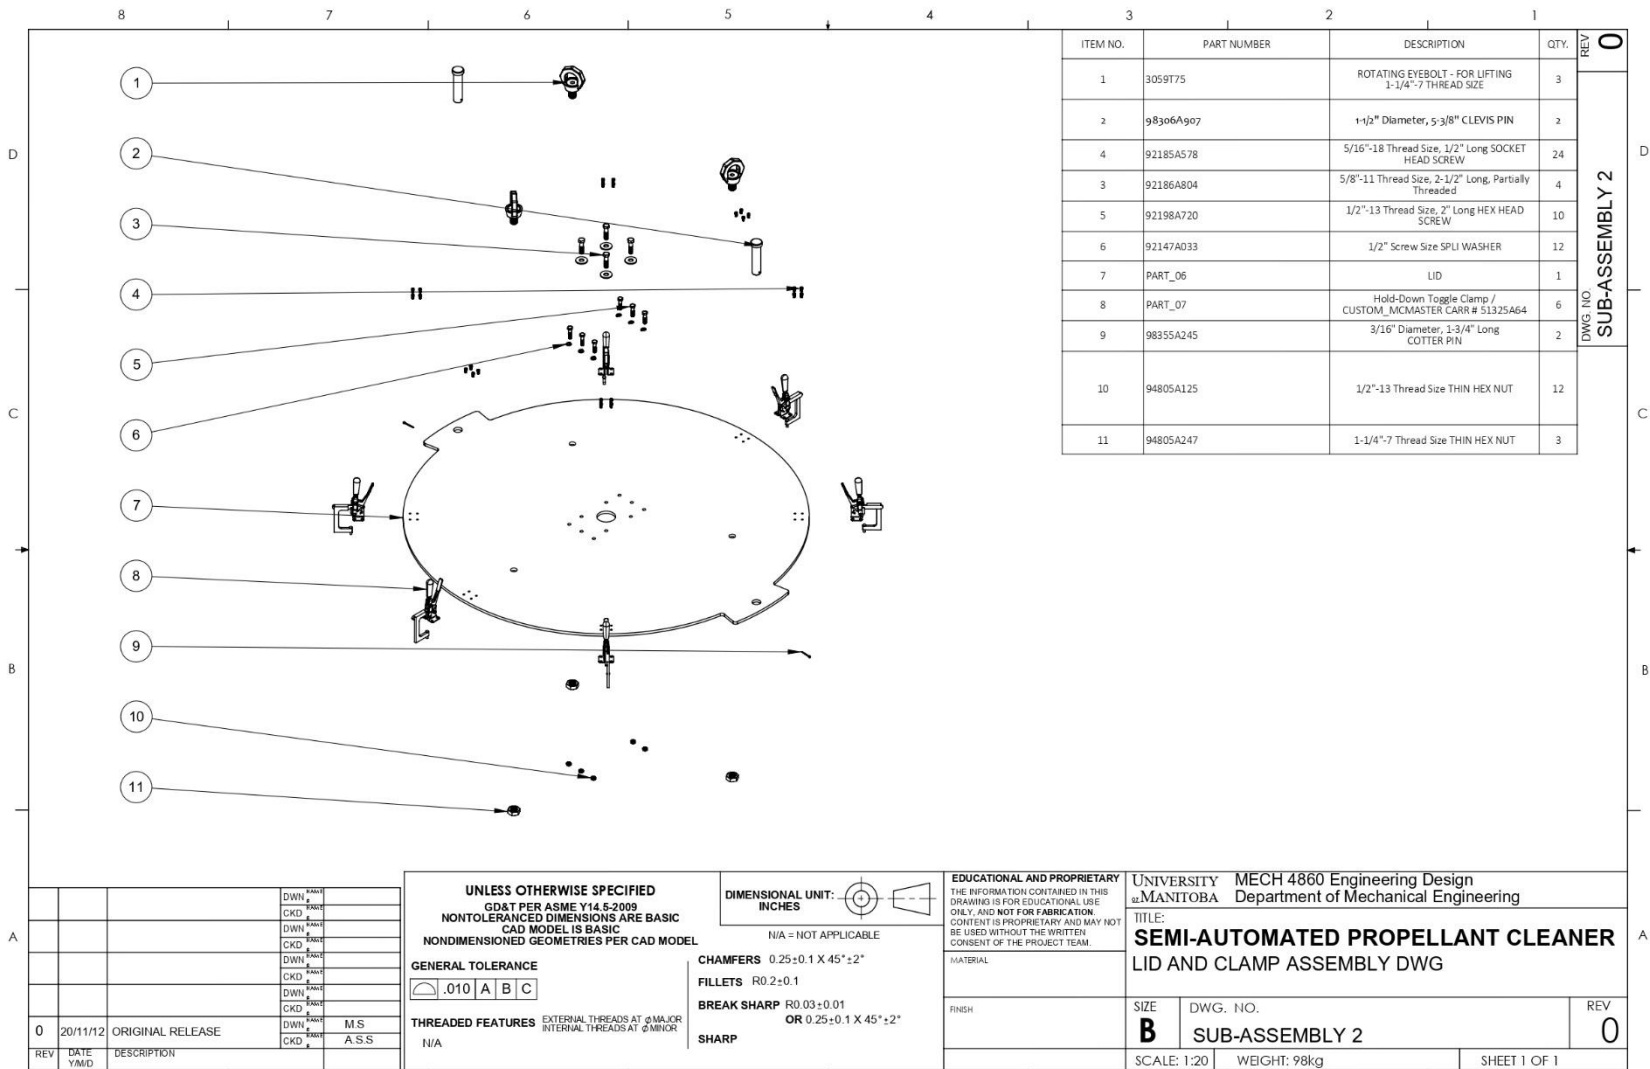 8 7 6 5 4 3 2 1
D
C
B
A
D
C
B
A
1
2
3
4
5
6
7
8
9
10
11
ITEM NO. PART NUMBER DESCRIPTION QTY.
1 3059T75 ROTATING EYEBOLT - FOR LIFTING
1-1/4"-7 THREAD SIZE 3
2 98306A907 1-1/2" Diameter, 5-3/8" CLEVIS PIN 2
4 92185A578 5/16"-18 Thread Size, 1/2" Long SOCKET
HEAD SCREW 24
3 92186A804 5/8"-11 Thread Size, 2-1/2" Long, Partially
Threaded 4
5 92198A720 1/2"-13 Thread Size, 2" Long HEX HEAD
SCREW 10
6 92147A033 1/2" Screw Size SPLI WASHER 12
7 PART_06 LID 1
8 PART_07 Hold-Down Toggle Clamp /
CUSTOM_MCMASTER CARR # 51325A64 6
9 98355A245 3/16" Diameter, 1-3/4" Long
COTTER PIN 2
10 94805A125 1/2"-13 Thread Size THIN HEX NUT 12
11 94805A247 1-1/4"-7 Thread Size THIN HEX NUT 3
REV 0
DWG. NO.
SUB-ASSEMBLY 2
DWN
CKD
DWN
CKD
DWN
CKD
DWN
CKD
0 20/11/12 ORIGINAL RELEASE DWN M.S
CKD A.S.S
REV DATE DESCRIPTION
Y/M/D
UNLESS OTHERWISE SPECIFIED
GD&T PER ASME Y14.5-2009
NONTOLERANCED DIMENSIONS ARE BASIC
CAD MODEL IS BASIC
NONDIMENSIONED GEOMETRIES PER CAD MODEL
GENERAL TOLERANCE
.010 A B C
THREADED FEATURES EXTERNAL THREADS AT ⌀MAJOR
INTERNAL THREADS AT ⌀MINOR
N/A
DIMENSIONAL UNIT:
INCHES
N/A = NOT APPLICABLE
CHAMFERS 0.25±0.1 X 45°±2°
FILLETS R0.2±0.1
BREAK SHARP R0.03±0.01
OR 0.25±0.1 X 45°±2°
SHARP
EDUCATIONAL AND PROPRIETARY
THE INFORMATION CONTAINED IN THIS
DRAWING IS FOR EDUCATIONAL USE
ONLY, AND NOT FOR FABRICATION.
CONTENT IS PROPRIETARY AND MAY NOT
BE USED WITHOUT THE WRITTEN
CONSENT OF THE PROJECT TEAM.
MATERIAL
FINISH
UNIVERSITY
OF MANITOBA
MECH 4860 Engineering Design
Department of Mechanical Engineering
TITLE:
SEMI-AUTOMATED PROPELLANT CLEANER
LID AND CLAMP ASSEMBLY DWG
SIZE
B
DWG. NO.
SUB-ASSEMBLY 2
REV
0
SCALE: 1:20 WEIGHT: 98kg SHEET 1 OF 1